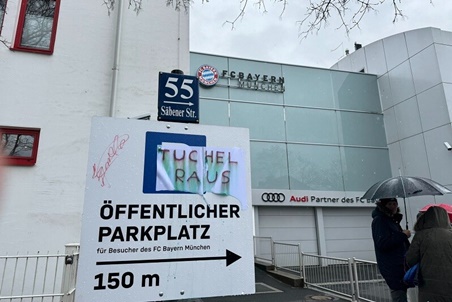 FC BAYERN
MÜNCHEN
55
Säbener Str.
TUCHEL
RAUS
ÖFFENTLICHER
PARKPLATZ
für Besucher des FC Bayern München
150 m
Audi Partner des FC